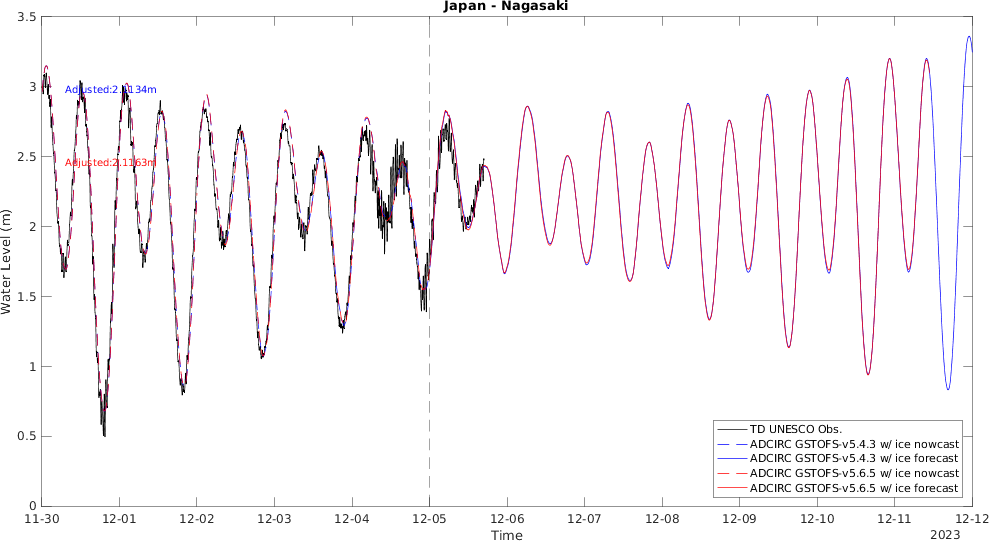 Japan - Nagasaki
3.5
3
2.5
2
1.5
1
0.5
0
Water Level (m)
Adjusted:2.1134m
Adjusted:2.1163m
TD UNESCO Obs.
ADCIRC GSTOFS-v5.4.3 w/ ice nowcast
ADCIRC GSTOFS-v5.4.3 w/ ice forecast
ADCIRC GSTOFS-v5.6.5 w/ ice nowcast
ADCIRC GSTOFS-v5.6.5 w/ ice forecast
11-30 12-01 12-02 12-03 12-04 12-05 12-06 12-07 12-08 12-09 12-10 12-11 12-12
Time
2023